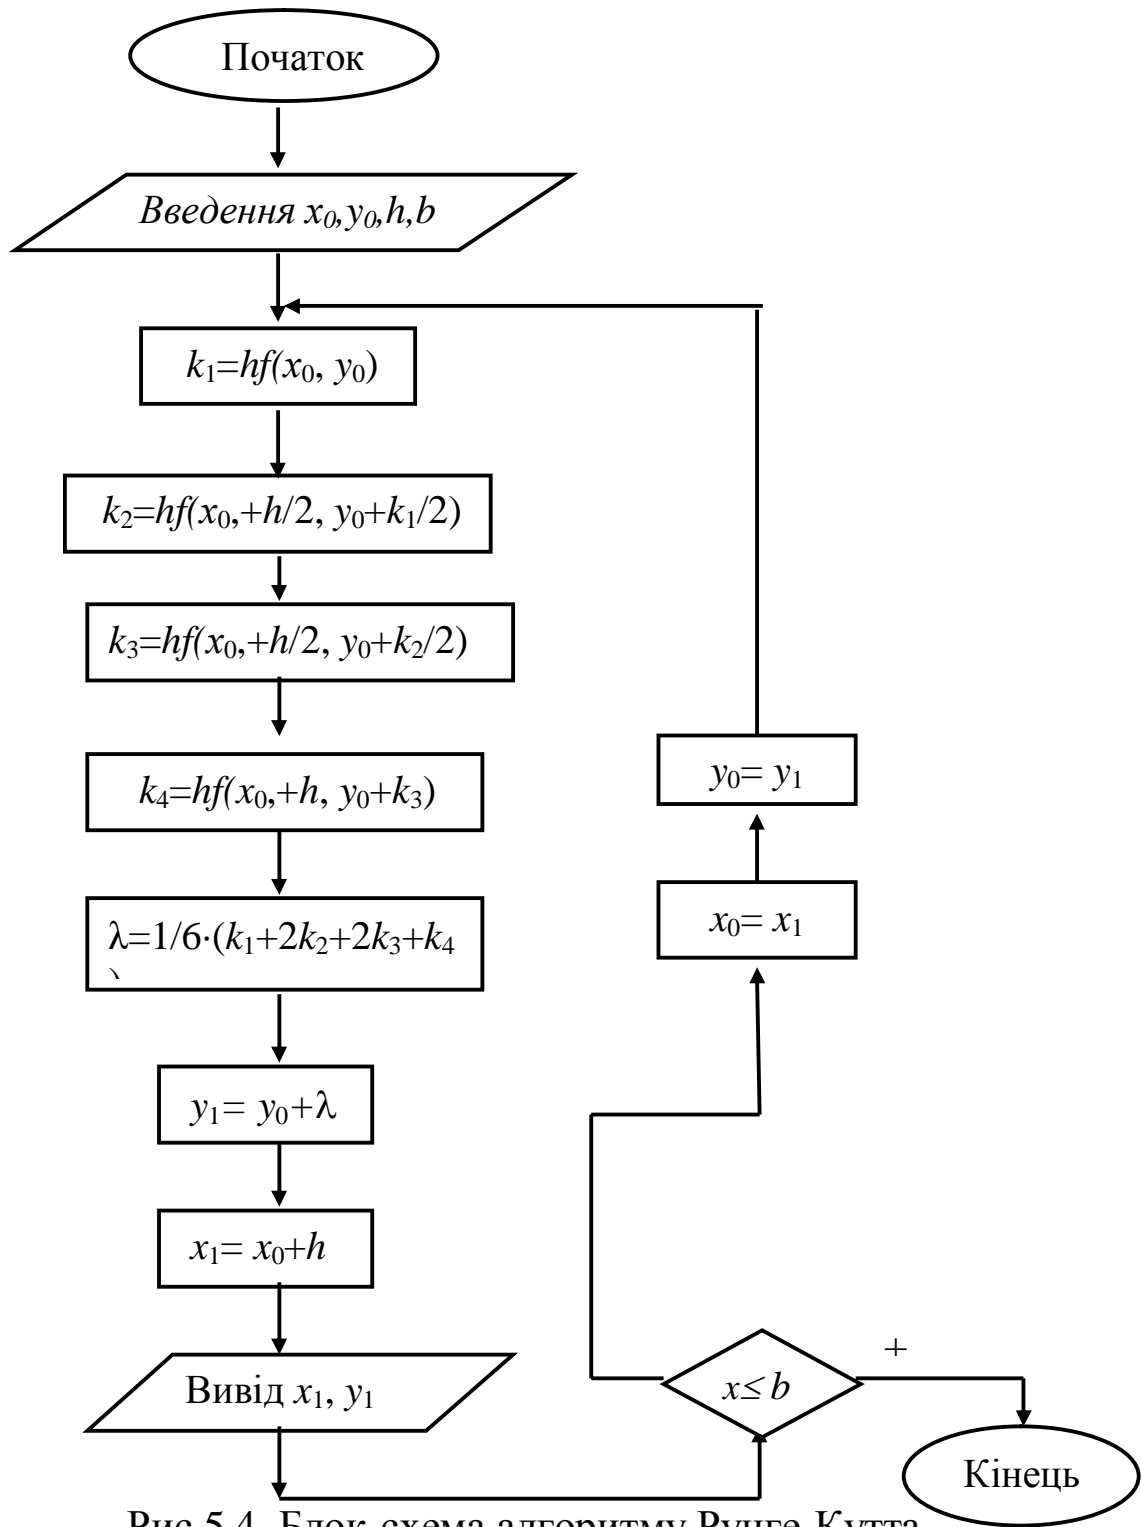 Початок
Введення x₀,y₀,h,b
k₁=hf(x₀, y₀)
k₂=hf(x₀,+h/2, y₀+k₁/2)
k₃=hf(x₀,+h/2, y₀+k₂/2)
k₄=hf(x₀,+h, y₀+k₃)
λ=1/6·(k₁+2k₂+2k₃+k₄
)
y₁= y₀+λ
x₁= x₀+h
Вивід x₁, y₁
y₀= y₁
x₀= x₁
+
x≤ b
Кінець
Рис 5.4. Блок-схема алгоритму Рунге-Кутта